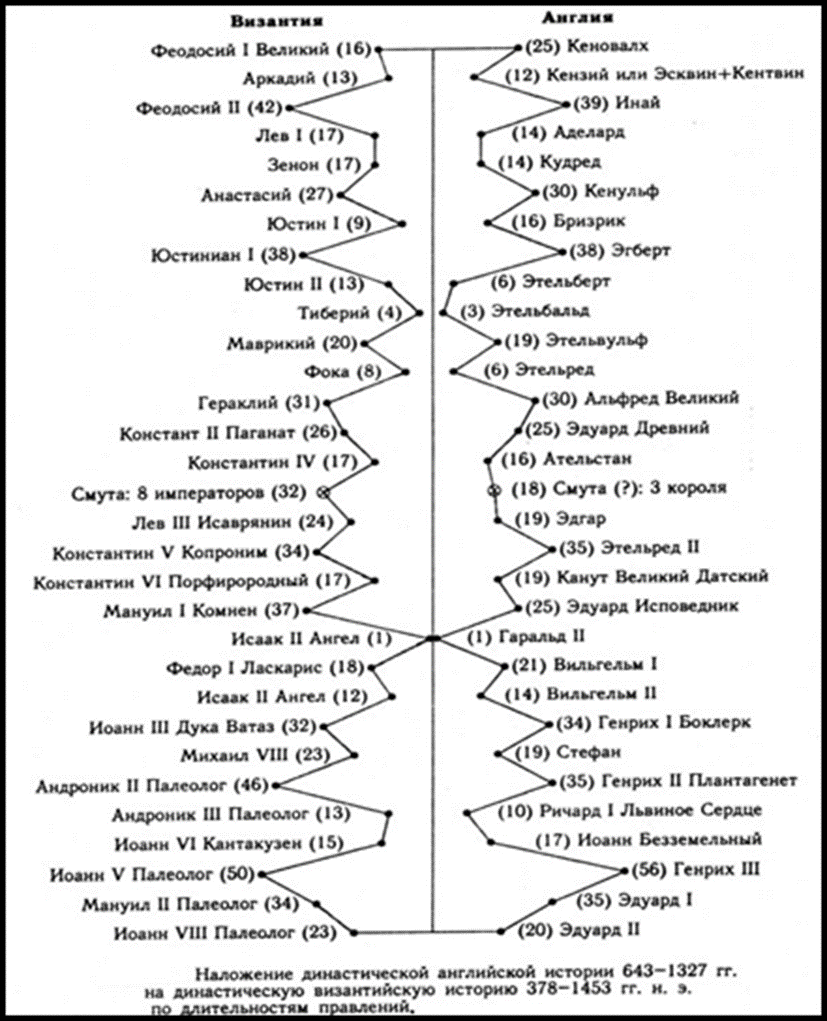 Византия
Англия
Феодосий I Великий (16)
(25) Кеновалх
Аркадий (13)
(12) Кензий или Эсквин+Кентвин
Феодосий II (42)
(39) Инай
Лев I (17)
(14) Аделард
Зенон (17)
(14) Кудред
Анастасий (27)
(30) Кенульф
Юстин I (9)
(16) Бризрик
Юстиниан I (38)
(38) Эгберт
Юстин II (13)
(6) Этельберт
Тиберий (4)
(3) Этельбальд
Маврикий (20)
(19) Этельвульф
Фока (8)
(6) Этельред
Гераклий (31)
(30) Альфред Великий
Констант II Паганат (26)
(25) Эдуард Древний
Константин IV (17)
(16) Ательстан
Смута: 8 императоров (32)
(18) Смута (?): 3 короля
Лев III Исаврянин (24)
(19) Эдгар
Константин V Копроним (34)
(35) Этельред II
Константин VI Порфирородный (17)
(19) Канут Великий Датский
Мануил I Комнен (37)
(25) Эдуард Исповедник
Исаак II Ангел (1)
(1) Гаральд II
Федор I Ласкарис (18)
(21) Вильгельм I
Исаак II Ангел (12)
(14) Вильгельм II
Иоанн III Дука Ватаз (32)
(34) Генрих I Боклерк
Михаил VIII (23)
(19) Стефан
Андроник II Палеолог (46)
(35) Генрих II Плантагенет
Андроник III Палеолог (13)
(10) Ричард I Львиное Сердце
Иоанн VI Кантакузен (15)
(17) Иоанн Безземельный
Иоанн V Палеолог (50)
(56) Генрих III
Мануил II Палеолог (34)
(35) Эдуард I
Иоанн VIII Палеолог (23)
(20) Эдуард II
Наложение династической английской истории 643–1327 гг.
на династическую византийскую историю 378–1453 гг. н. э.
по длительностям правлений.